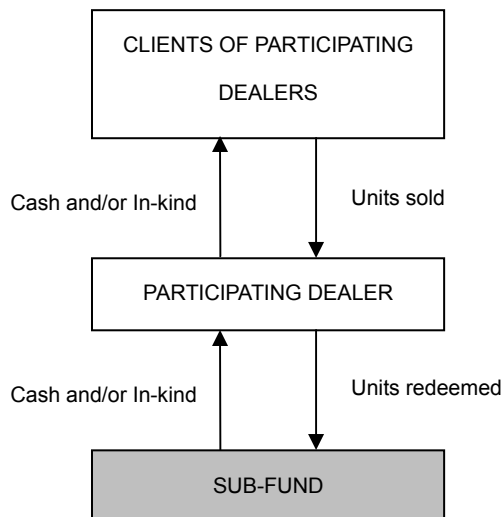 CLIENTS OF PARTICIPATING
DEALERS
Cash and/or In-kind
Units sold
PARTICIPATING DEALER
Cash and/or In-kind
Units redeemed
SUB-FUND